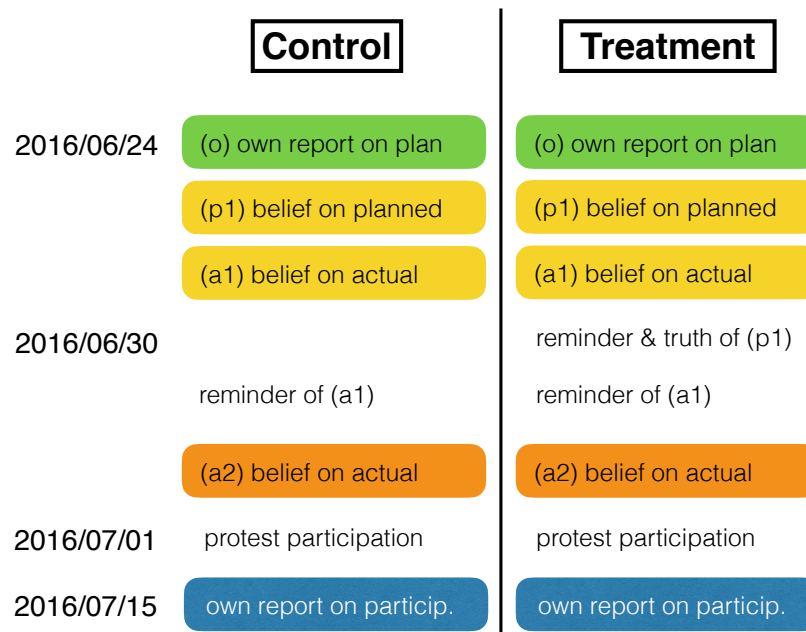 Control Treatment
2016/06/24 (o) own report on plan (o) own report on plan
(p1) belief on planned (p1) belief on planned
(a1) belief on actual (a1) belief on actual
2016/06/30 reminder & truth of (p1)
reminder of (a1) reminder of (a1)
(a2) belief on actual (a2) belief on actual
2016/07/01 protest participation protest participation
2016/07/15 own report on particip. own report on particip.